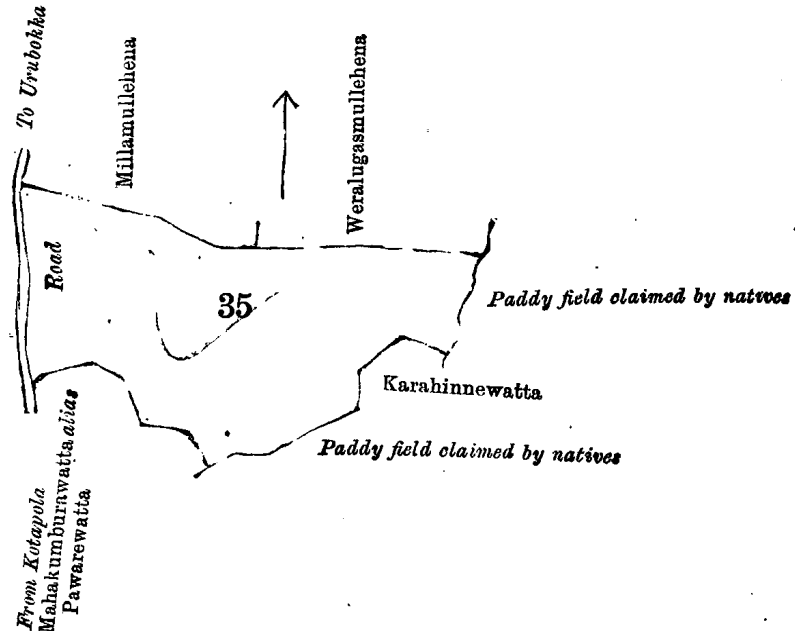 To Urubokka
Millamullehena
Weralugasmullehena
Road
35
Paddy field claimed by natives
Karahinnewatta
Paddy field claimed by natives
From Kotapola
Mahakumburawatta alias
Pawarewatta